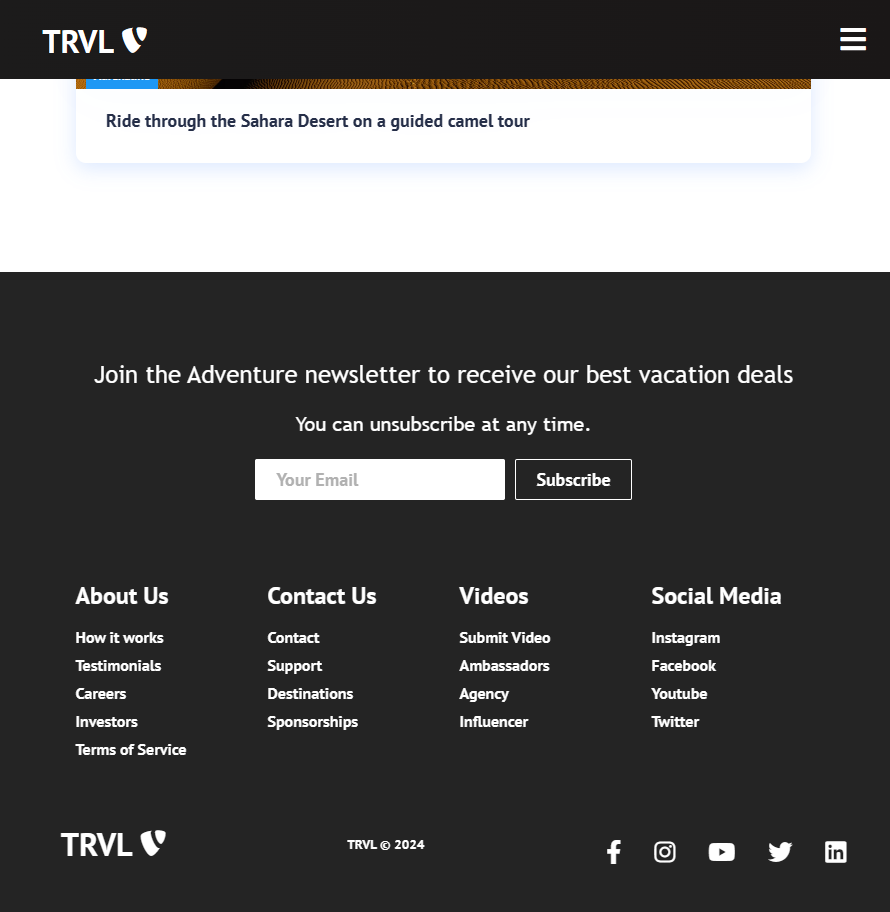 TRVL
Ride through the Sahara Desert on a guided camel tour
Join the Adventure newsletter to receive our best vacation deals
You can unsubscribe at any time.
Your Email
Subscribe
About Us
How it works
Testimonials
Careers
Investors
Terms of Service
Contact Us
Contact
Support
Destinations
Sponsorships
Videos
Submit Video
Ambassadors
Agency
Influencer
Social Media
Instagram
Facebook
Youtube
Twitter
TRVL
TRVL © 2024